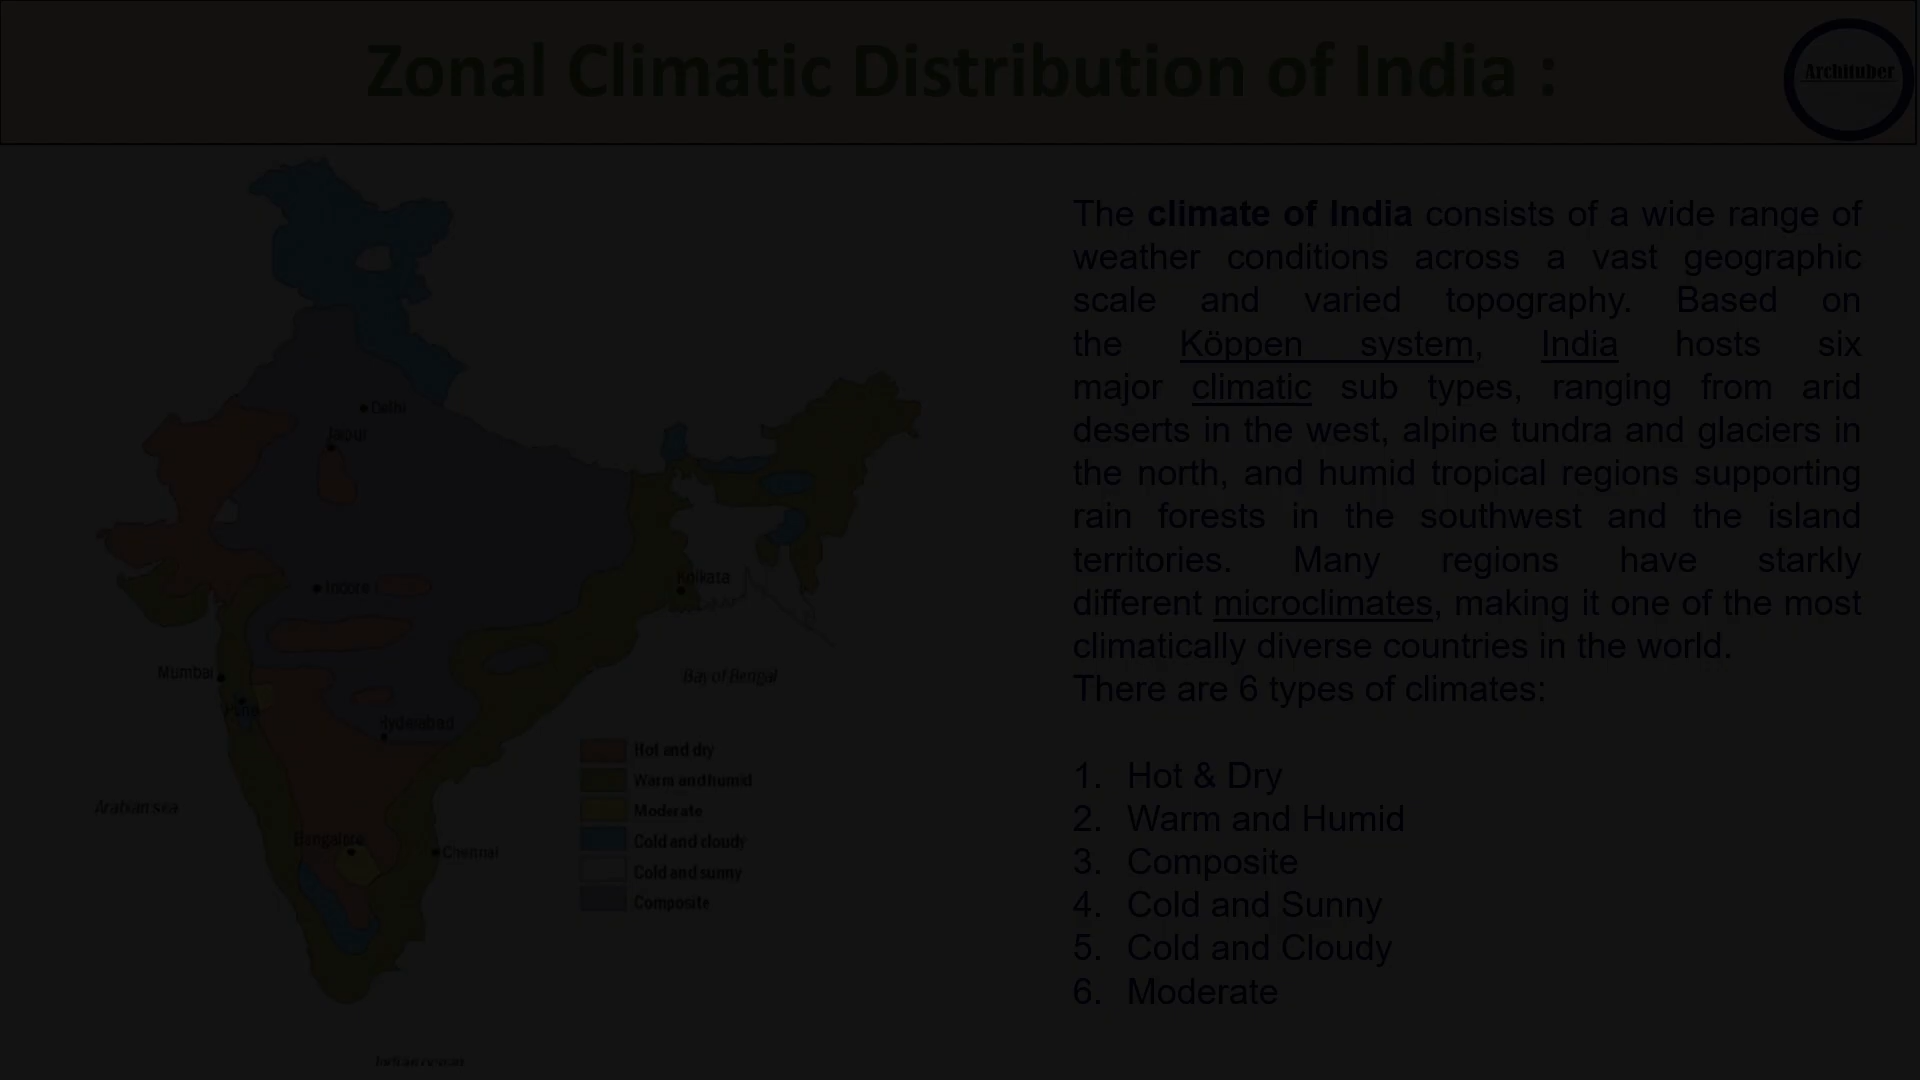 Zonal Climatic Distribution of India :
Archituber
The climate of India consists of a wide range of
weather conditions across a vast geographic
scale and varied topography. Based on
the Köppen system, India hosts six
major climatic sub types, ranging from arid
deserts in the west, alpine tundra and glaciers in
the north, and humid tropical regions supporting
rain forests in the southwest and the island
territories. Many regions have starkly
different microclimates, making it one of the most
climatically diverse countries in the world.
There are 6 types of climates:
1. Hot & Dry
2. Warm and Humid
3. Composite
4. Cold and Sunny
5. Cold and Cloudy
6. Moderate
Delhi
Jaipur
Indore
Kolkata
Mumbai
Bay of Bengal
Pune
Hyderabad
Hot and dry
Warm and humid
Moderate
Cold and cloudy
Cold and sunny
Composite
Arabian sea
Bangalore
Chennai
Indian ocean